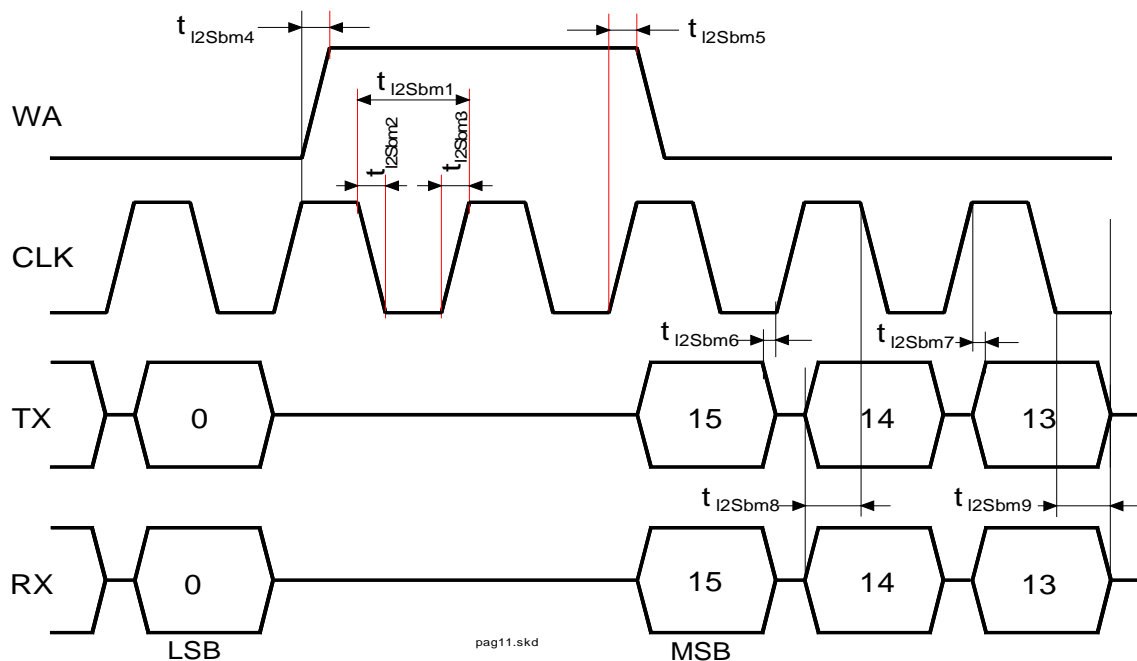 t I2Sbm4
t I2Sbm5
t I2Sbm1
WA
t I2Sbm2
t I2Sbm3
CLK
t I2Sbm6
t I2Sbm7
TX
0
15
14
13
t I2Sbm8
t I2Sbm9
RX
0
15
14
13
LSB
pag11.skd
MSB